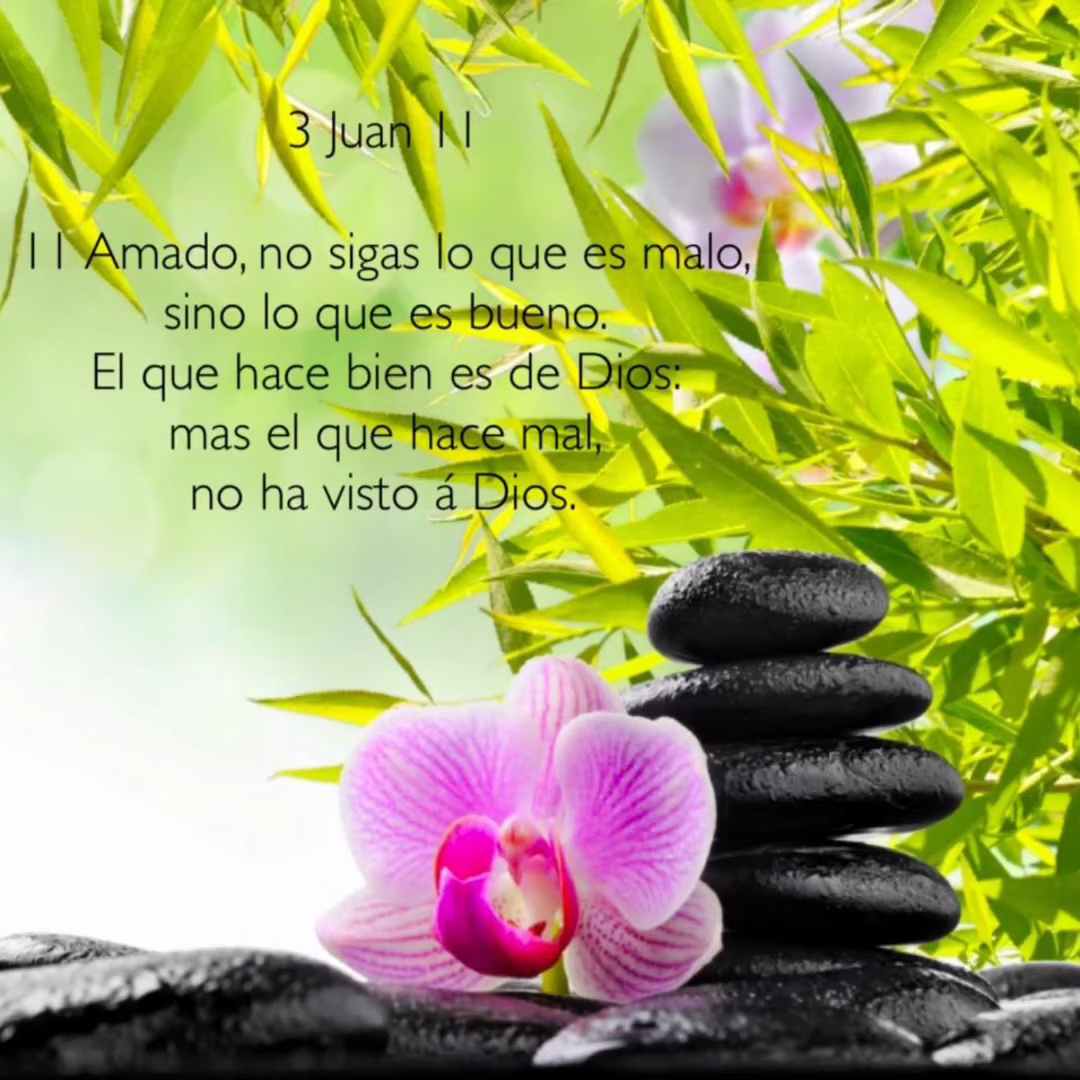 3 Juan 11
11 Amado, no sigas lo que es malo,
sino lo que es bueno.
El que hace bien es de Dios:
mas el que hace mal,
no ha visto á Dios.